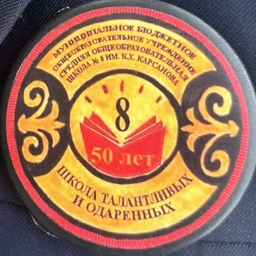 МУНИЦИПАЛЬНОЕ БЮДЖЕТНОЕ
ОБЩЕОБРАЗОВАТЕЛЬНОЕ УЧРЕЖДЕНИЕ
СРЕДНЯЯ ОБЩЕОБРАЗОВАТЕЛЬНАЯ
ШКОЛА № 8 ИМ. К.Х. КАРСАНОВА
8
50 лет
ШКОЛА ТАЛАНТЛИВЫХ
И ОДАРЕННЫХ